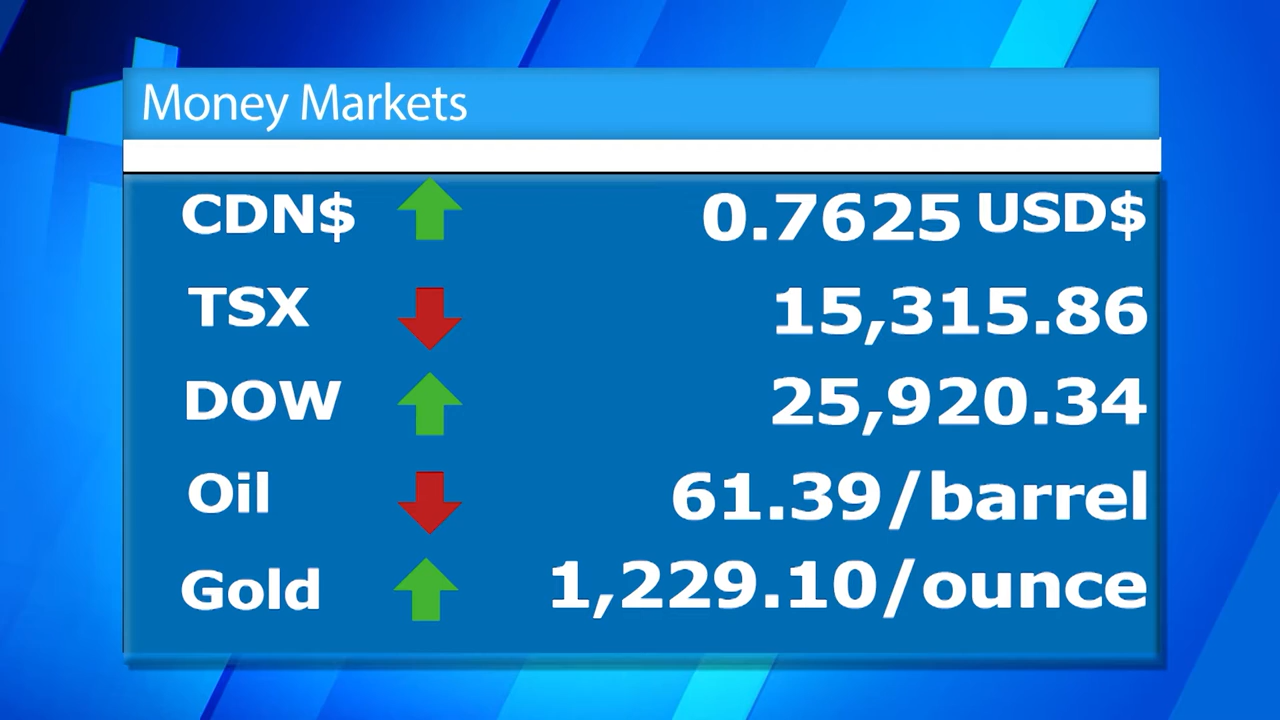 Money Markets
CDN$ 0.7625 USD$
TSX 15,315.86
DOW 25,920.34
Oil 61.39/barrel
Gold 1,229.10/ounce